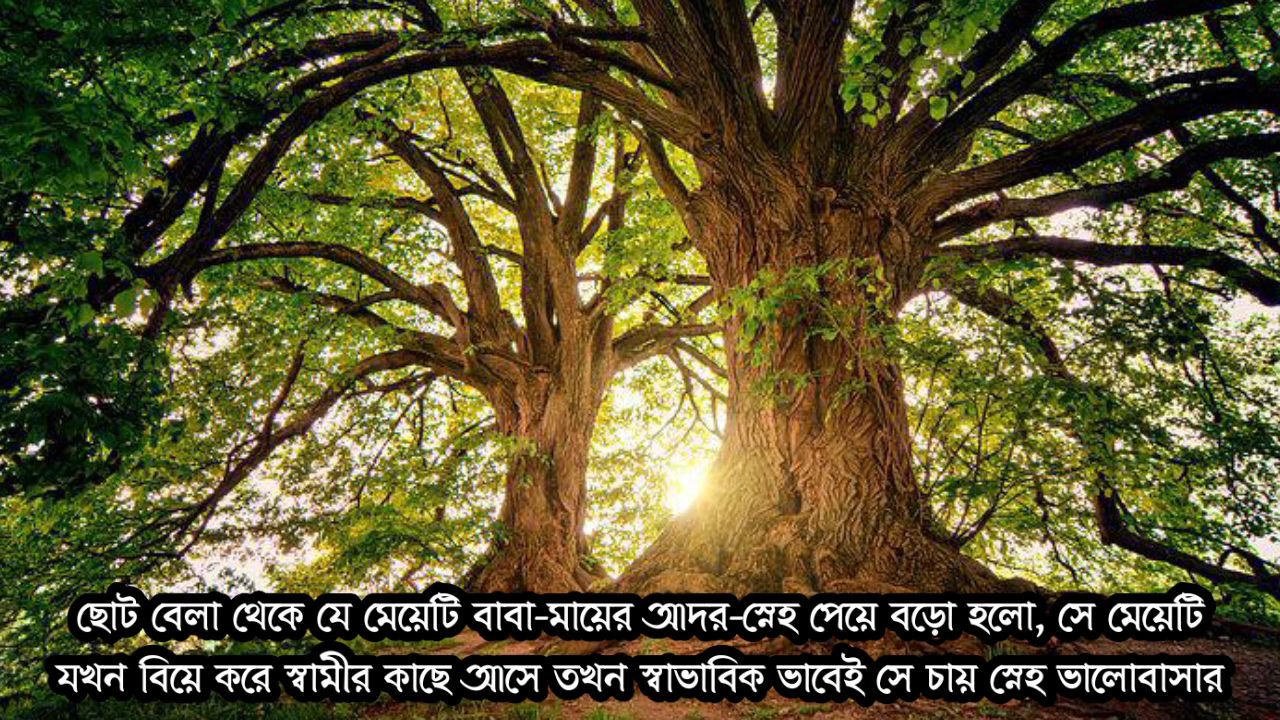 ছোট বেলা থেকে যে মেয়েটি বাবা-মায়ের আদর-স্নেহ পেয়ে বড়ো হলো, সে মেয়েটি
যখন বিয়ে করে স্বামীর কাছে আসে তখন স্বাভাবিক ভাবেই সে চায় স্নেহ ভালোবাসার